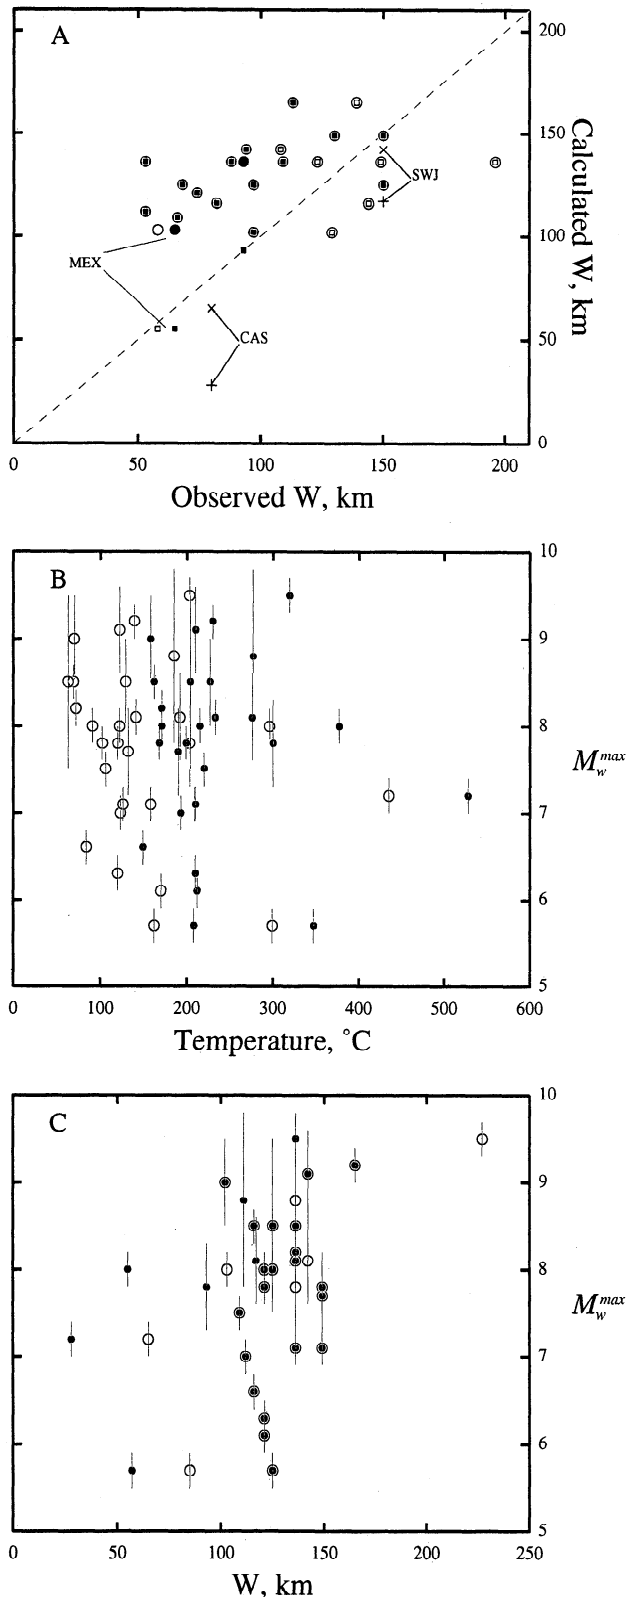 A
200
150
100
50
0
Calculated W, km
SWJ
MEX
CAS
0 50 100 150 200
Observed W, km
B
10
9
8
7
6
5
M_w^max
0 100 200 300 400 500 600
Temperature, °C
C
10
9
8
7
6
5
M_w^max
0 50 100 150 200 250
W, km